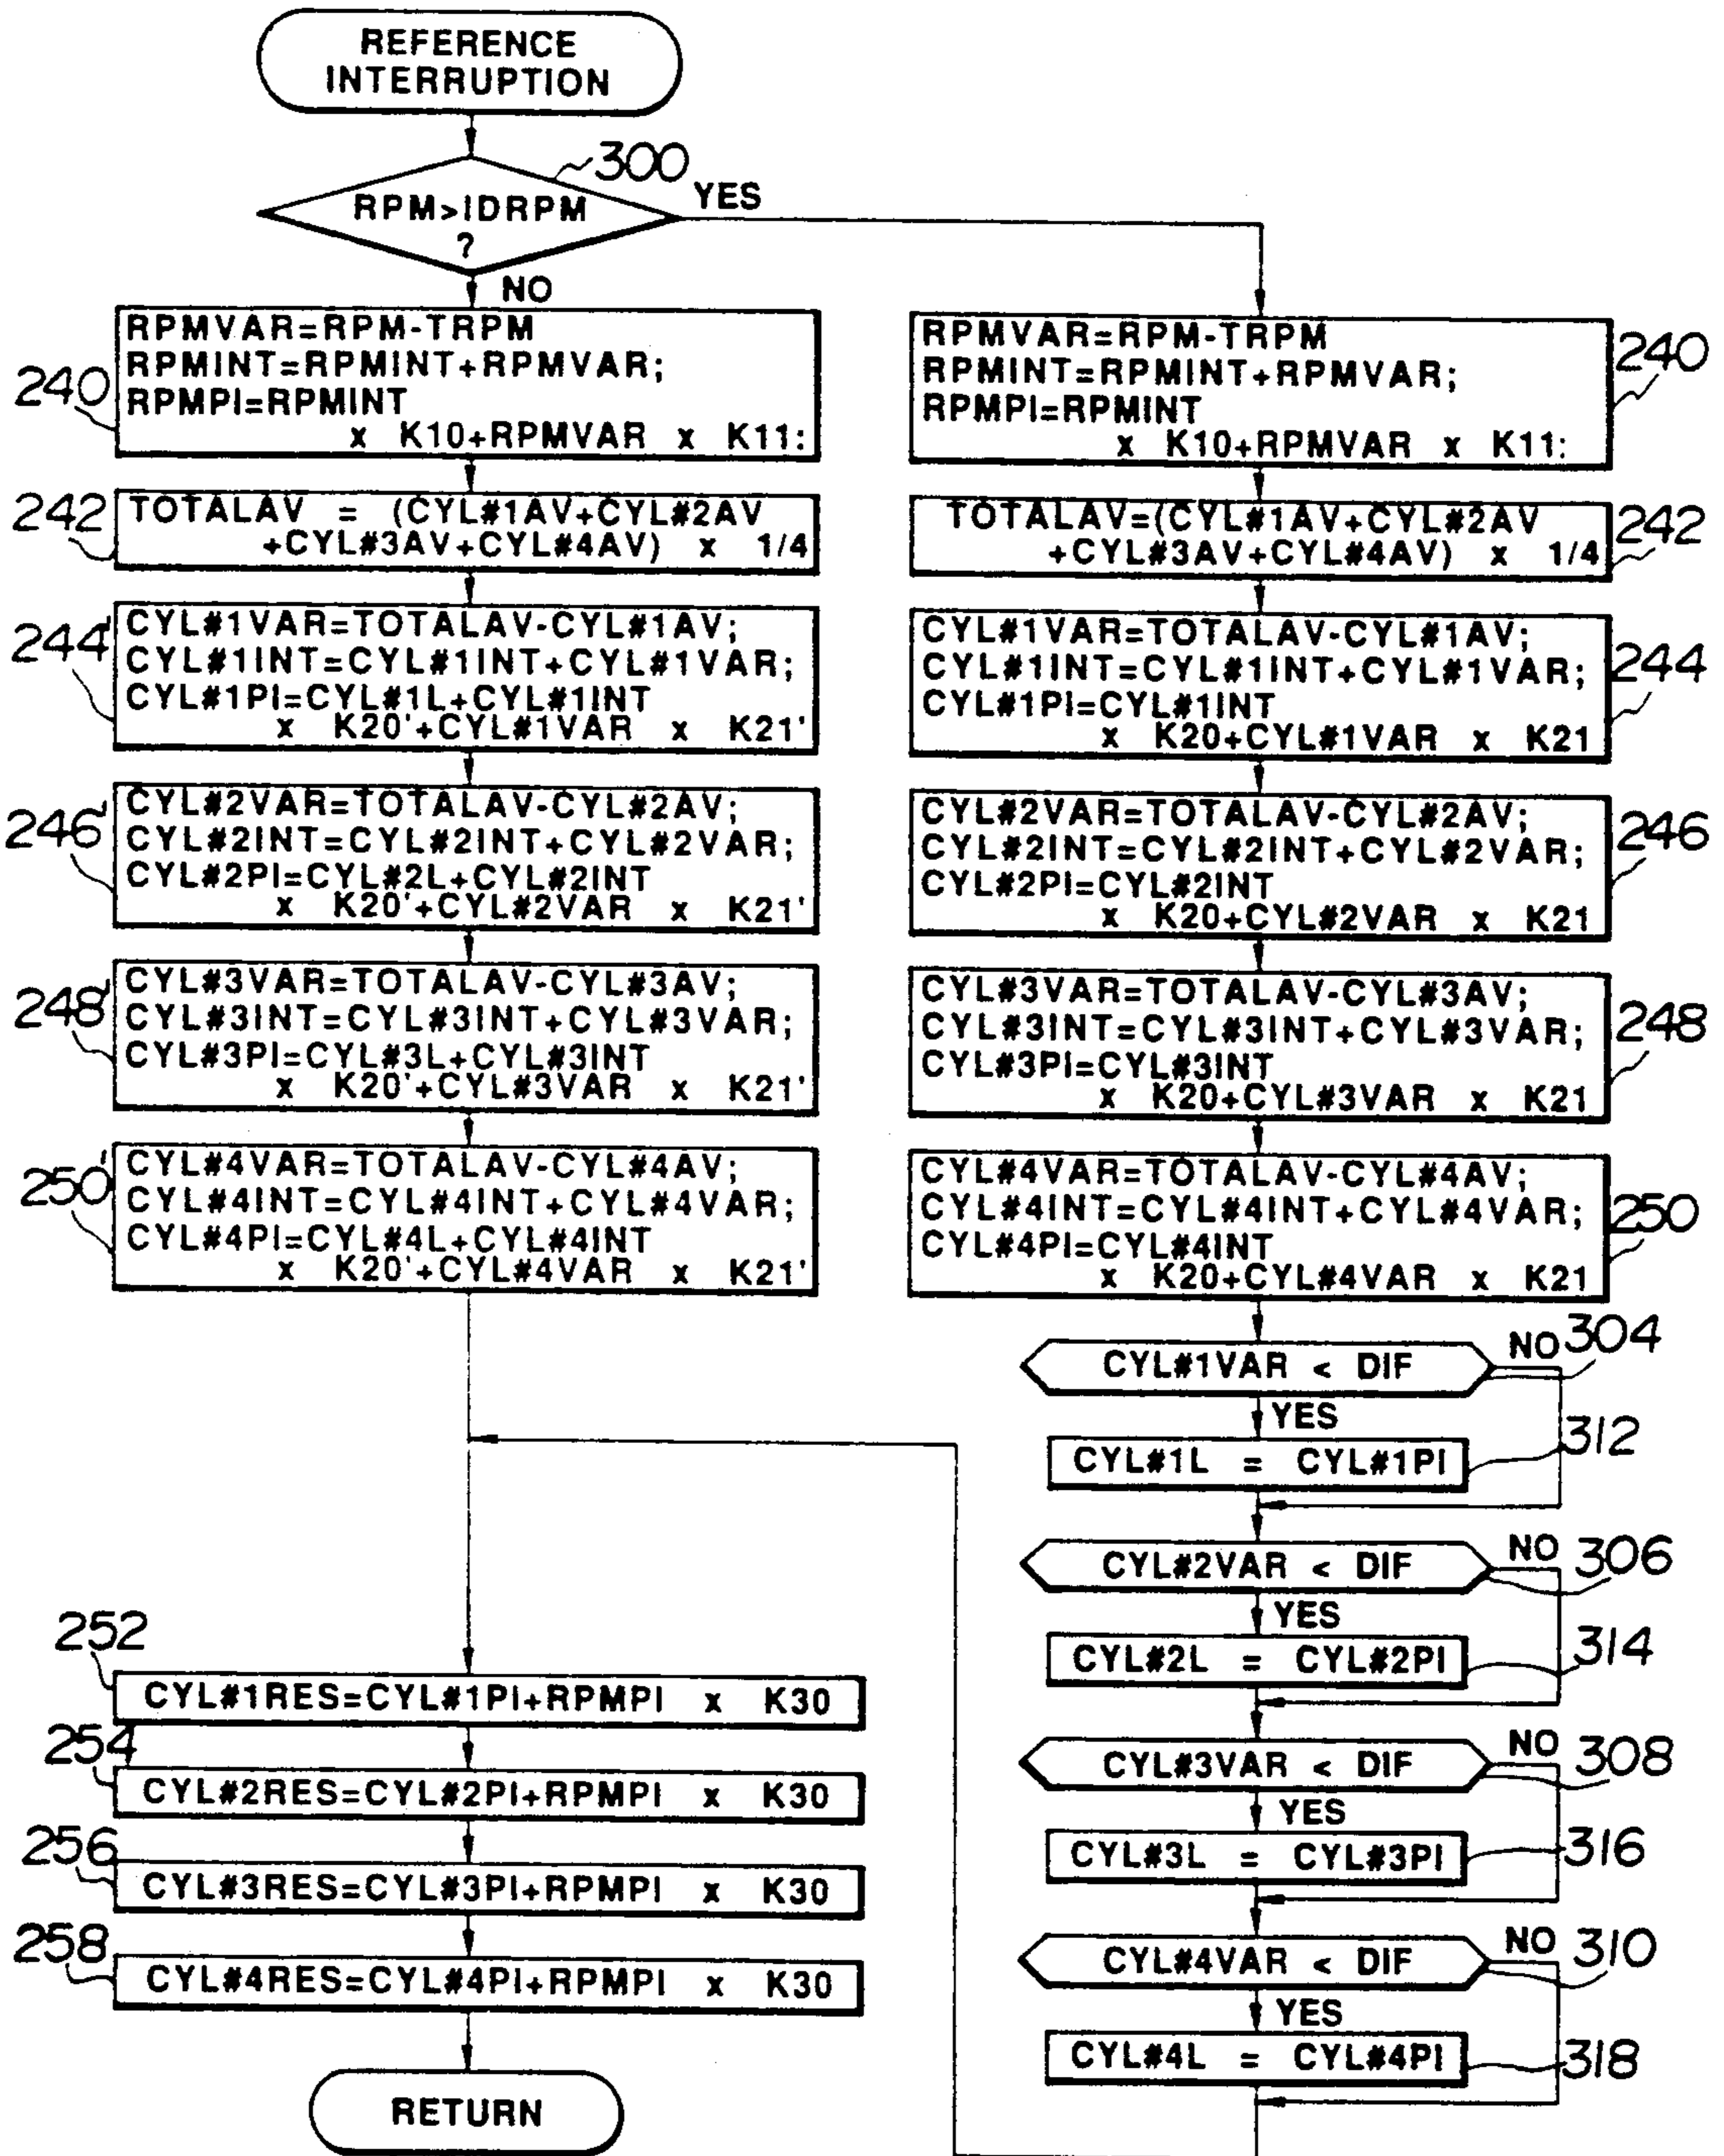 REFERENCE
INTERRUPTION
300
RPM>IDRPM
?
YES
NO
240
RPMVAR=RPM-TRPM
RPMINT=RPMINT+RPMVAR;
RPMPI=RPMINT
x K10+RPMVAR x K11:
242
TOTALAV = (CYL#1AV+CYL#2AV
+CYL#3AV+CYL#4AV) x 1/4
244'
CYL#1VAR=TOTALAV-CYL#1AV;
CYL#1INT=CYL#1INT+CYL#1VAR;
CYL#1PI=CYL#1L+CYL#1INT
x K20'+CYL#1VAR x K21'
246'
CYL#2VAR=TOTALAV-CYL#2AV;
CYL#2INT=CYL#2INT+CYL#2VAR;
CYL#2PI=CYL#2L+CYL#2INT
x K20'+CYL#2VAR x K21'
248'
CYL#3VAR=TOTALAV-CYL#3AV;
CYL#3INT=CYL#3INT+CYL#3VAR;
CYL#3PI=CYL#3L+CYL#3INT
x K20'+CYL#3VAR x K21'
250'
CYL#4VAR=TOTALAV-CYL#4AV;
CYL#4INT=CYL#4INT+CYL#4VAR;
CYL#4PI=CYL#4L+CYL#4INT
x K20'+CYL#4VAR x K21'
RPMVAR=RPM-TRPM
RPMINT=RPMINT+RPMVAR;
RPMPI=RPMINT
x K10+RPMVAR x K11:
240
TOTALAV=(CYL#1AV+CYL#2AV
+CYL#3AV+CYL#4AV) x 1/4
242
CYL#1VAR=TOTALAV-CYL#1AV;
CYL#1INT=CYL#1INT+CYL#1VAR;
CYL#1PI=CYL#1INT
x K20+CYL#1VAR x K21
244
CYL#2VAR=TOTALAV-CYL#2AV;
CYL#2INT=CYL#2INT+CYL#2VAR;
CYL#2PI=CYL#2INT
x K20+CYL#2VAR x K21
246
CYL#3VAR=TOTALAV-CYL#3AV;
CYL#3INT=CYL#3INT+CYL#3VAR;
CYL#3PI=CYL#3INT
x K20+CYL#3VAR x K21
248
CYL#4VAR=TOTALAV-CYL#4AV;
CYL#4INT=CYL#4INT+CYL#4VAR;
CYL#4PI=CYL#4INT
x K20+CYL#4VAR x K21
250
CYL#1VAR < DIF
NO
304
YES
CYL#1L = CYL#1PI
312
CYL#2VAR < DIF
NO
306
YES
CYL#2L = CYL#2PI
314
CYL#3VAR < DIF
NO
308
YES
CYL#3L = CYL#3PI
316
CYL#4VAR < DIF
NO
310
YES
CYL#4L = CYL#4PI
318
252
CYL#1RES=CYL#1PI+RPMPI x K30
254
CYL#2RES=CYL#2PI+RPMPI x K30
256
CYL#3RES=CYL#3PI+RPMPI x K30
258
CYL#4RES=CYL#4PI+RPMPI x K30
RETURN